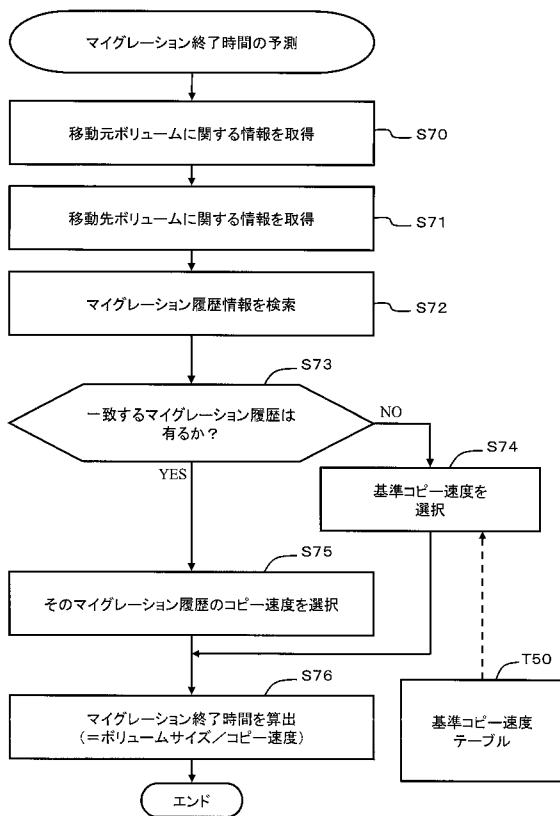 マイグレーション終了時間の予測
移動元ボリュームに関する情報を取得
S70
移動先ボリュームに関する情報を取得
S71
マイグレーション履歴情報を検索
S72
S73
一致するマイグレーション履歴は
有るか？
NO
YES
S74
基準コピー速度を
選択
S75
そのマイグレーション履歴のコピー速度を選択
S76
マイグレーション終了時間を算出
（＝ボリュームサイズ／コピー速度）
T50
基準コピー速度
テーブル
エンド